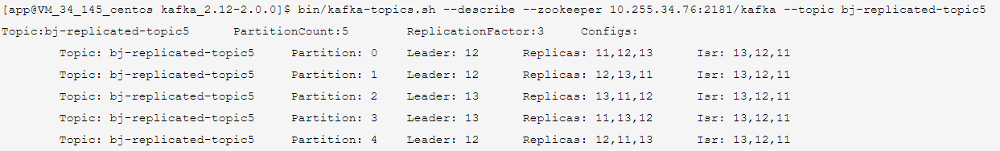 [app@VM_34_145_centos kafka_2.12-2.0.0]$ bin/kafka-topics.sh --describe --zookeeper 10.255.34.76:2181/kafka --topic bj-replicated-topic5
Topic:bj-replicated-topic5 PartitionCount:5 ReplicationFactor:3 Configs:
Topic: bj-replicated-topic5 Partition: 0 Leader: 12 Replicas: 11,12,13 Isr: 13,12,11
Topic: bj-replicated-topic5 Partition: 1 Leader: 12 Replicas: 12,13,11 Isr: 13,12,11
Topic: bj-replicated-topic5 Partition: 2 Leader: 13 Replicas: 13,11,12 Isr: 13,12,11
Topic: bj-replicated-topic5 Partition: 3 Leader: 13 Replicas: 11,13,12 Isr: 13,12,11
Topic: bj-replicated-topic5 Partition: 4 Leader: 12 Replicas: 12,11,13 Isr: 13,12,11